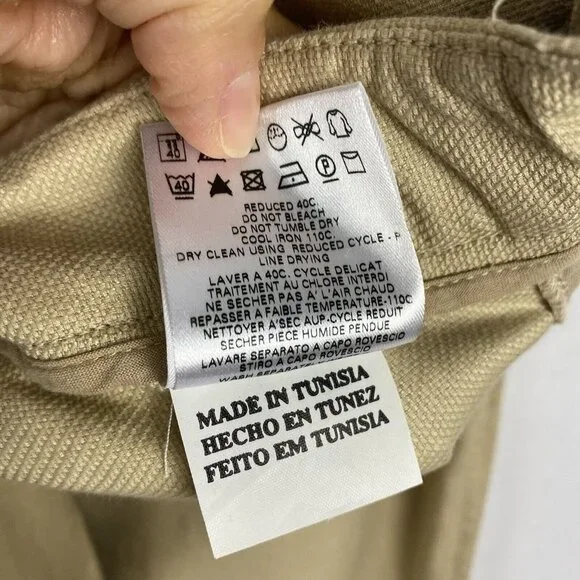 40
40 P
REDUCED 40C.
DO NOT BLEACH
DO NOT TUMBLE DRY
COOL IRON 110C.
DRY CLEAN USING REDUCED CYCLE - P
LINE DRYING
LAVER A 40C. CYCLE DELICAT
TRAITEMENT AU CHLORE INTERDI
NE SECHER PAS A' L'AIR CHAUD
REPASSER A FAIBLE TEMPERATURE-110C
NETTOYER A'SEC AUP-CYCLE REDUIT
SECHER PIECE HUMIDE PENDUE
LAVARE SEPARATO A CAPO ROVESCIO
STIRO A CAPO ROVESCIO
WASH SEPARATELY
MADE IN TUNISIA
HECHO EN TUNEZ
FEITO EM TUNISIA